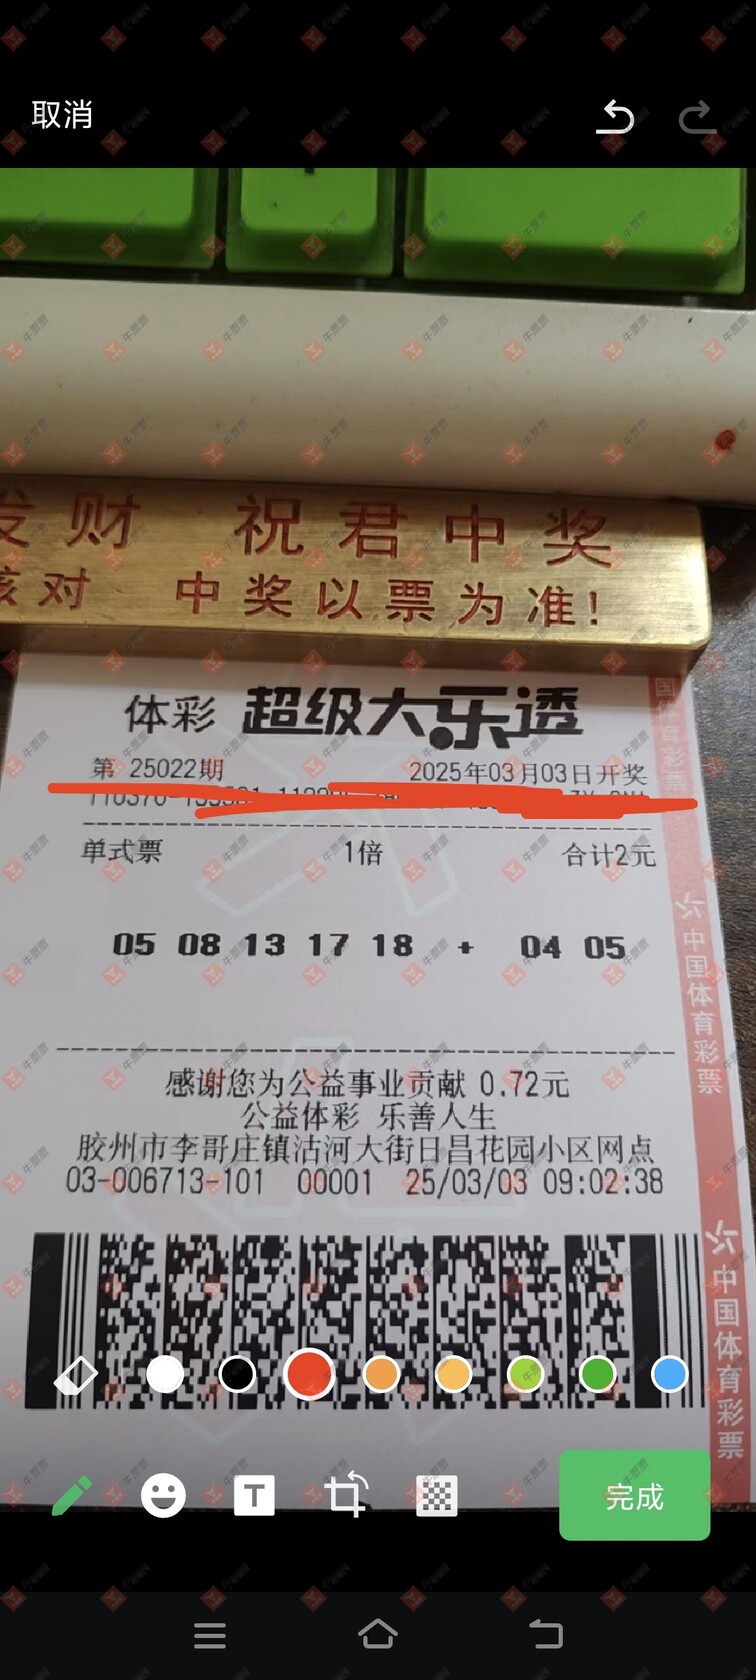 取消
发财 祝君中奖
核对 中奖以票为准!
体彩 超级大乐透
第 25022期 2025年03月03日开奖
单式票 1倍 合计2元
05 08 13 17 18 + 04 05
感谢您为公益事业贡献 0.72元
公益体彩 乐善人生
胶州市李哥庄镇沽河大街日昌花园小区网点
03-006713-101 00001 25/03/03 09:02:38
国体育彩票
中国体育彩票
中国体育彩票
T
完成